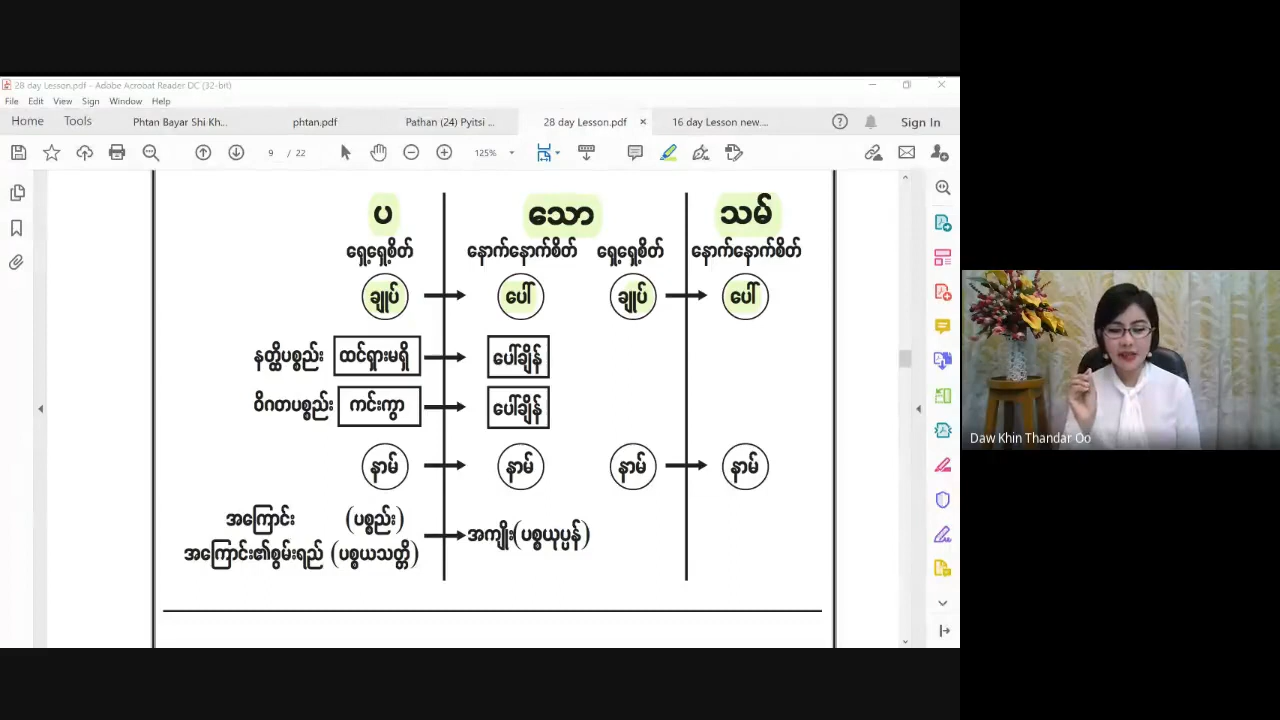 28 day Lesson.pdf - Adobe Acrobat Reader DC (32-bit)
File Edit View Sign Window Help
Home Tools Phtan Bayar Shi Kh... phtan.pdf Pathan (24) Pyitsi ... 28 day Lesson.pdf × 16 day Lesson new.... Sign In
9 / 22 125%
ပ သော သမ်
ရှေ့ရှေ့စိတ် နောက်နောက်စိတ် ရှေ့ရှေ့စိတ် နောက်နောက်စိတ်
ချုပ် ပေါ် ချုပ် ပေါ်
နတ္ထိပစ္စည်း ထင်ရှားမရှိ ပေါ်ချိန်
ဝိဂတပစ္စည်း ကင်းကွာ ပေါ်ချိန်
နာမ် နာမ် နာမ် နာမ်
အကြောင်း (ပစ္စည်း)
အကျိုး(ပစ္စယုပ္ပန်)
အကြောင်း၏စွမ်းရည် (ပစ္စယသတ္တိ)
Daw Khin Thandar Oo